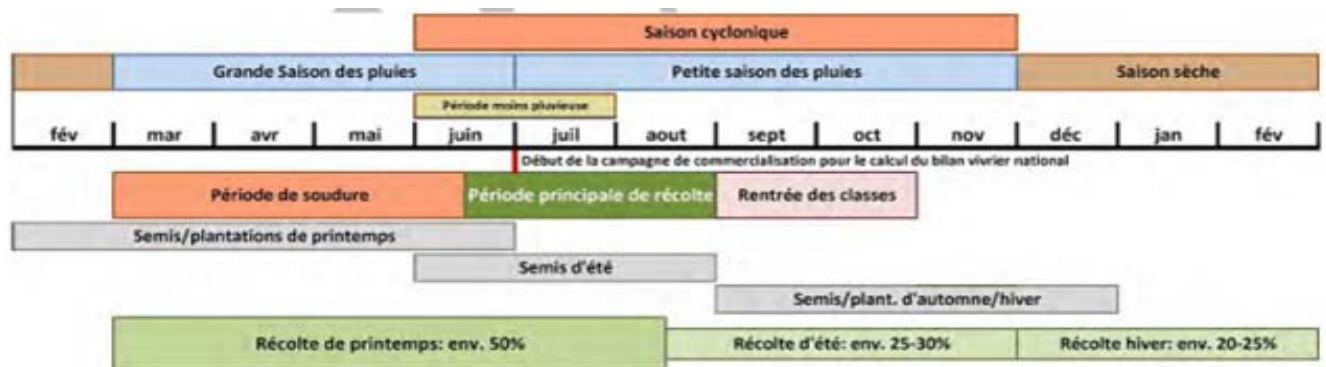 Saison cyclonique
Grande Saison des pluies Petite saison des pluies Saison sèche
Période moins pluvieuse
fév mar avr mai juin juil aout sept oct nov déc jan fév
Début de la campagne de commercialisation pour le calcul du bilan vivrier national
Période de soudure Période principale de récolte Rentrée des classes
Semis/plantations de printemps
Semis d'été
Semis/plant. d'automne/hiver
Récolte de printemps: env. 50% Récolte d'été: env. 25-30% Récolte hiver: env. 20-25%